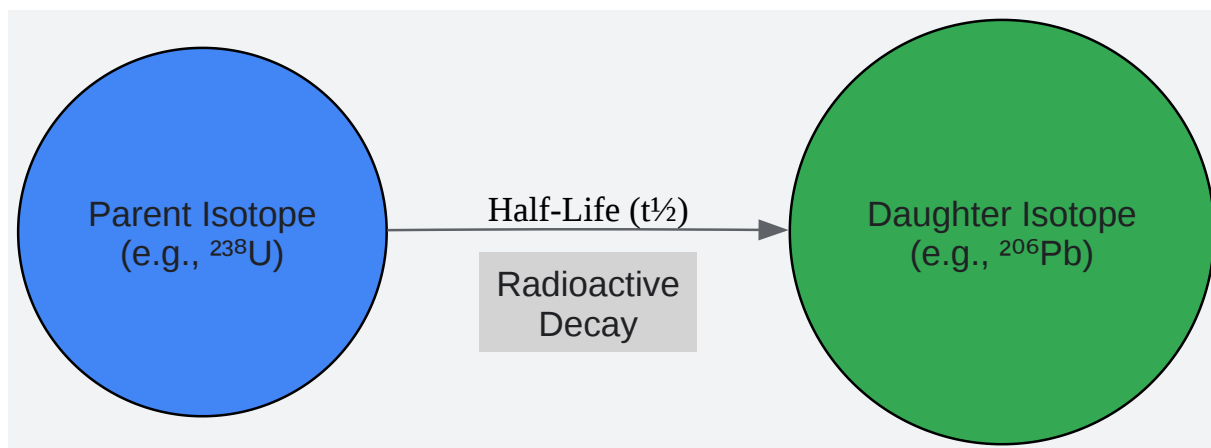 Parent Isotope
(e.g., ²³⁸U)
Half-Life (t½)
Radioactive
Decay
Daughter Isotope
(e.g., ²⁰⁶Pb)